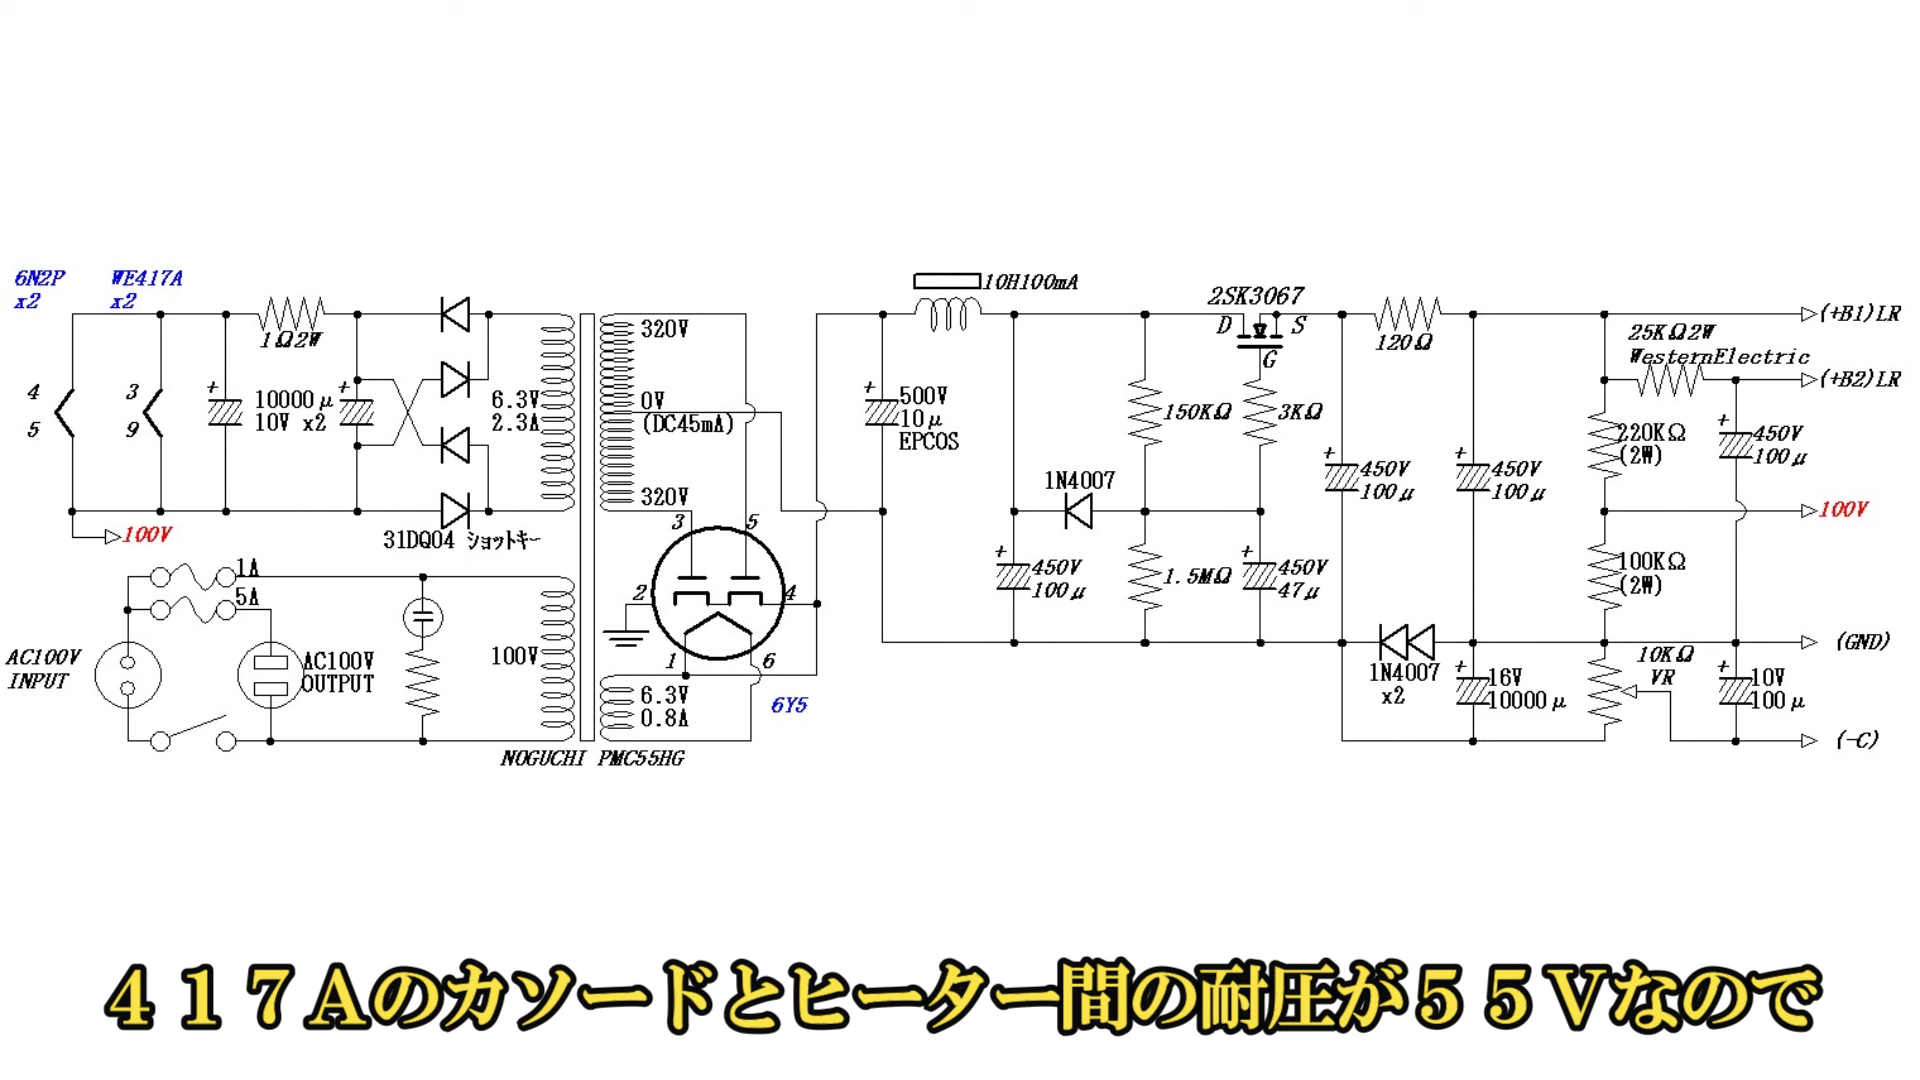 6N2P
x2
WE417A
x2
4
5
3
9
+
10000μ
10V x2
1Ω2W
+
6.3V
2.3A
31DQ04 ｼｮｯﾄｷｰ
100V
320V
0V
(DC45mA)
320V
3
5
2
4
1
6
6.3V
0.8A
6Y5
1A
5A
AC100V
INPUT
AC100V
OUTPUT
100V
NOGUCHI PMC55HG
+
500V
10μ
EPCOS
10H100mA
+
450V
100μ
1N4007
150KΩ
1.5MΩ
2SK3067
D
S
G
3KΩ
+
450V
47μ
+
450V
100μ
120Ω
+
450V
100μ
1N4007
x2
+
16V
10000μ
25KΩ2W
WesternElectric
220KΩ
(2W)
100KΩ
(2W)
10KΩ
VR
+
450V
100μ
+
10V
100μ
(+B1)LR
(+B2)LR
100V
(GND)
(-C)
４１７Aのカソードとヒーター間の耐圧が５５Vなので